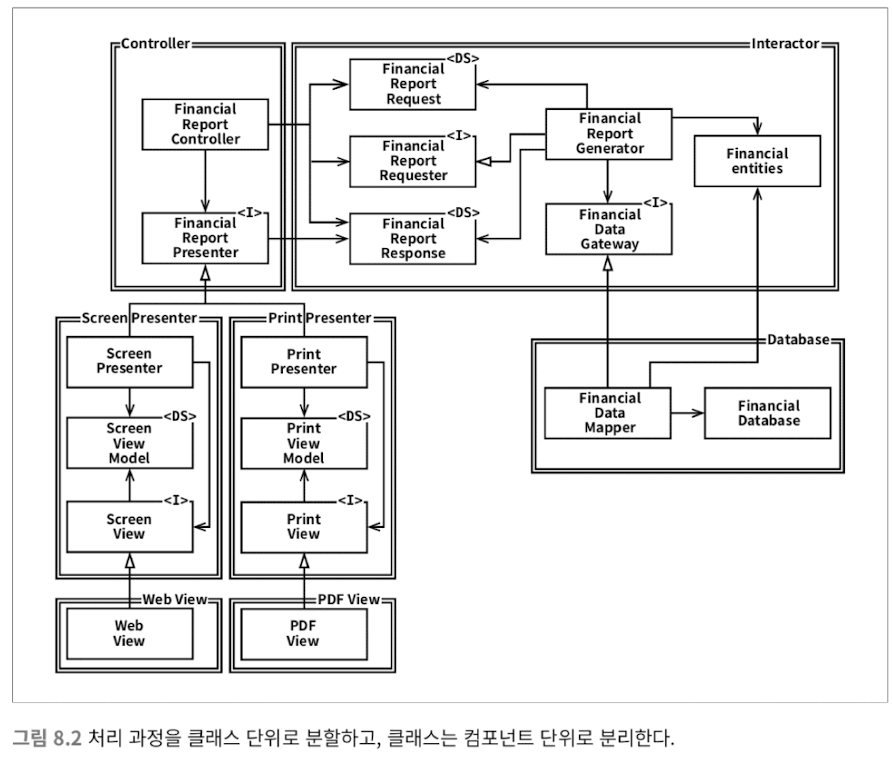 Controller
Interactor
Financial
Report
Controller
<I>
Financial
Report
Presenter
<DS>
Financial
Report
Request
<I>
Financial
Report
Requester
<DS>
Financial
Report
Response
Financial
Report
Generator
<I>
Financial
Data
Gateway
Financial
entities
Screen Presenter
Screen
Presenter
<DS>
Screen
View
Model
<I>
Screen
View
Print Presenter
Print
Presenter
<DS>
Print
View
Model
<I>
Print
View
Database
Financial
Data
Mapper
Financial
Database
Web View
Web
View
PDF View
PDF
View
그림 8.2 처리 과정을 클래스 단위로 분할하고, 클래스는 컴포넌트 단위로 분리한다.